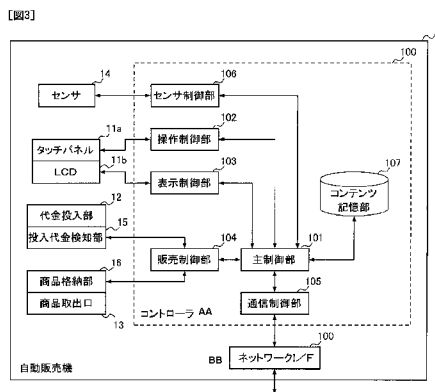 [図3]
100
センサ
14
センサ制御部
106
タッチパネル
11a
LCD
11b
操作制御部
102
表示制御部
103
コンテンツ
記憶部
107
代金投入部
12
投入代金検知部
15
販売制御部
104
主制御部
101
商品格納部
16
商品取出口
13
コントローラ AA
通信制御部
105
BB
ネットワークI/F
100
自動販売機